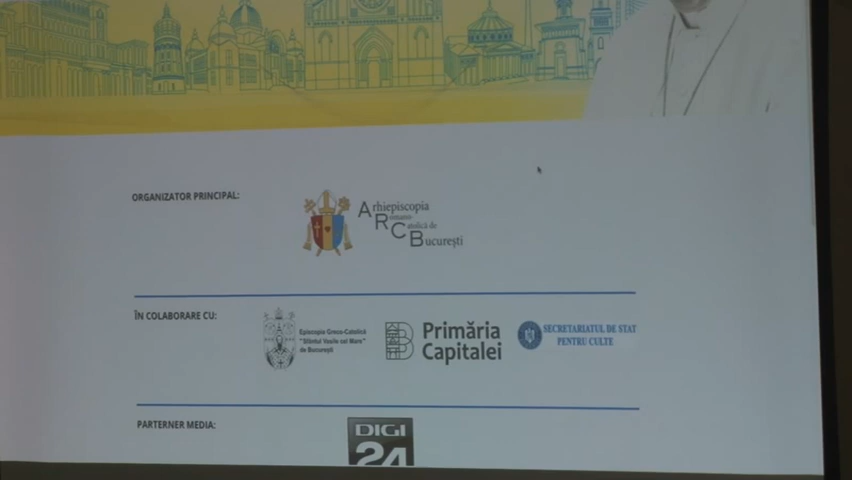 ORGANIZATOR PRINCIPAL:
Arhiepiscopia
Romano-
Catolică de
București
ÎN COLABORARE CU:
Episcopia Greco-Catolică
"Sfântul Vasile cel Mare"
de București
Primăria
Capitalei
SECRETARIATUL DE STAT
PENTRU CULTE
PARTERNER MEDIA:
DIGI
24